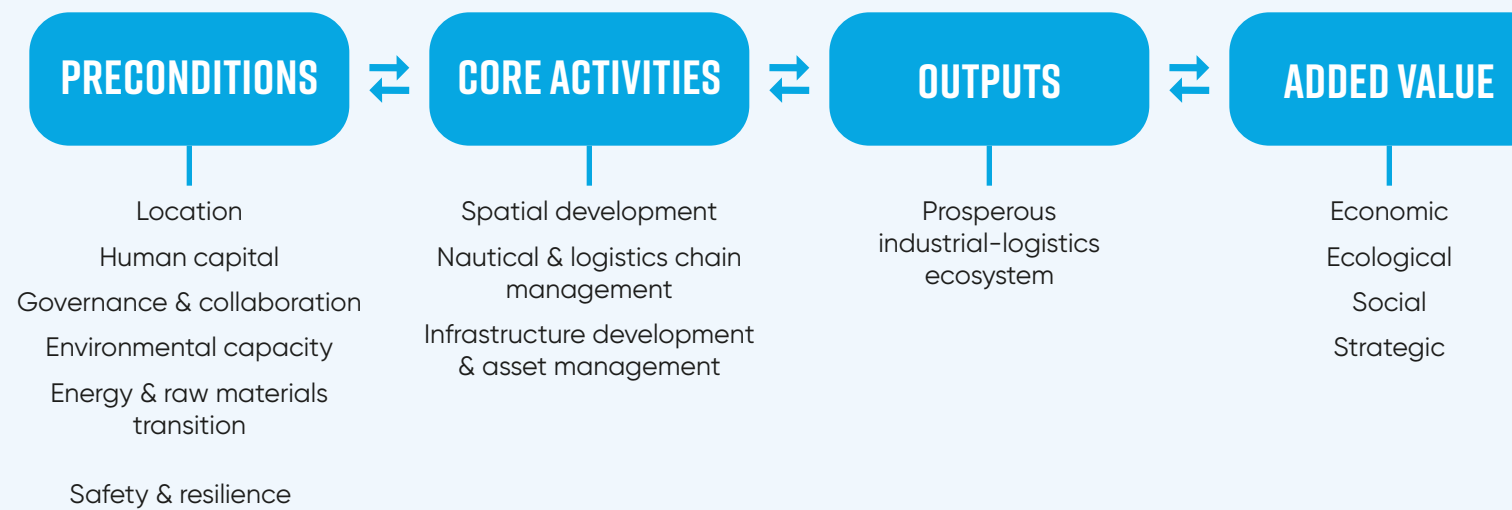 PRECONDITIONS
Location
Human capital
Governance & collaboration
Environmental capacity
Energy & raw materials
transition
Safety & resilience
CORE ACTIVITIES
Spatial development
Nautical & logistics chain
management
Infrastructure development
& asset management
OUTPUTS
Prosperous
industrial-logistics
ecosystem
ADDED VALUE
Economic
Ecological
Social
Strategic